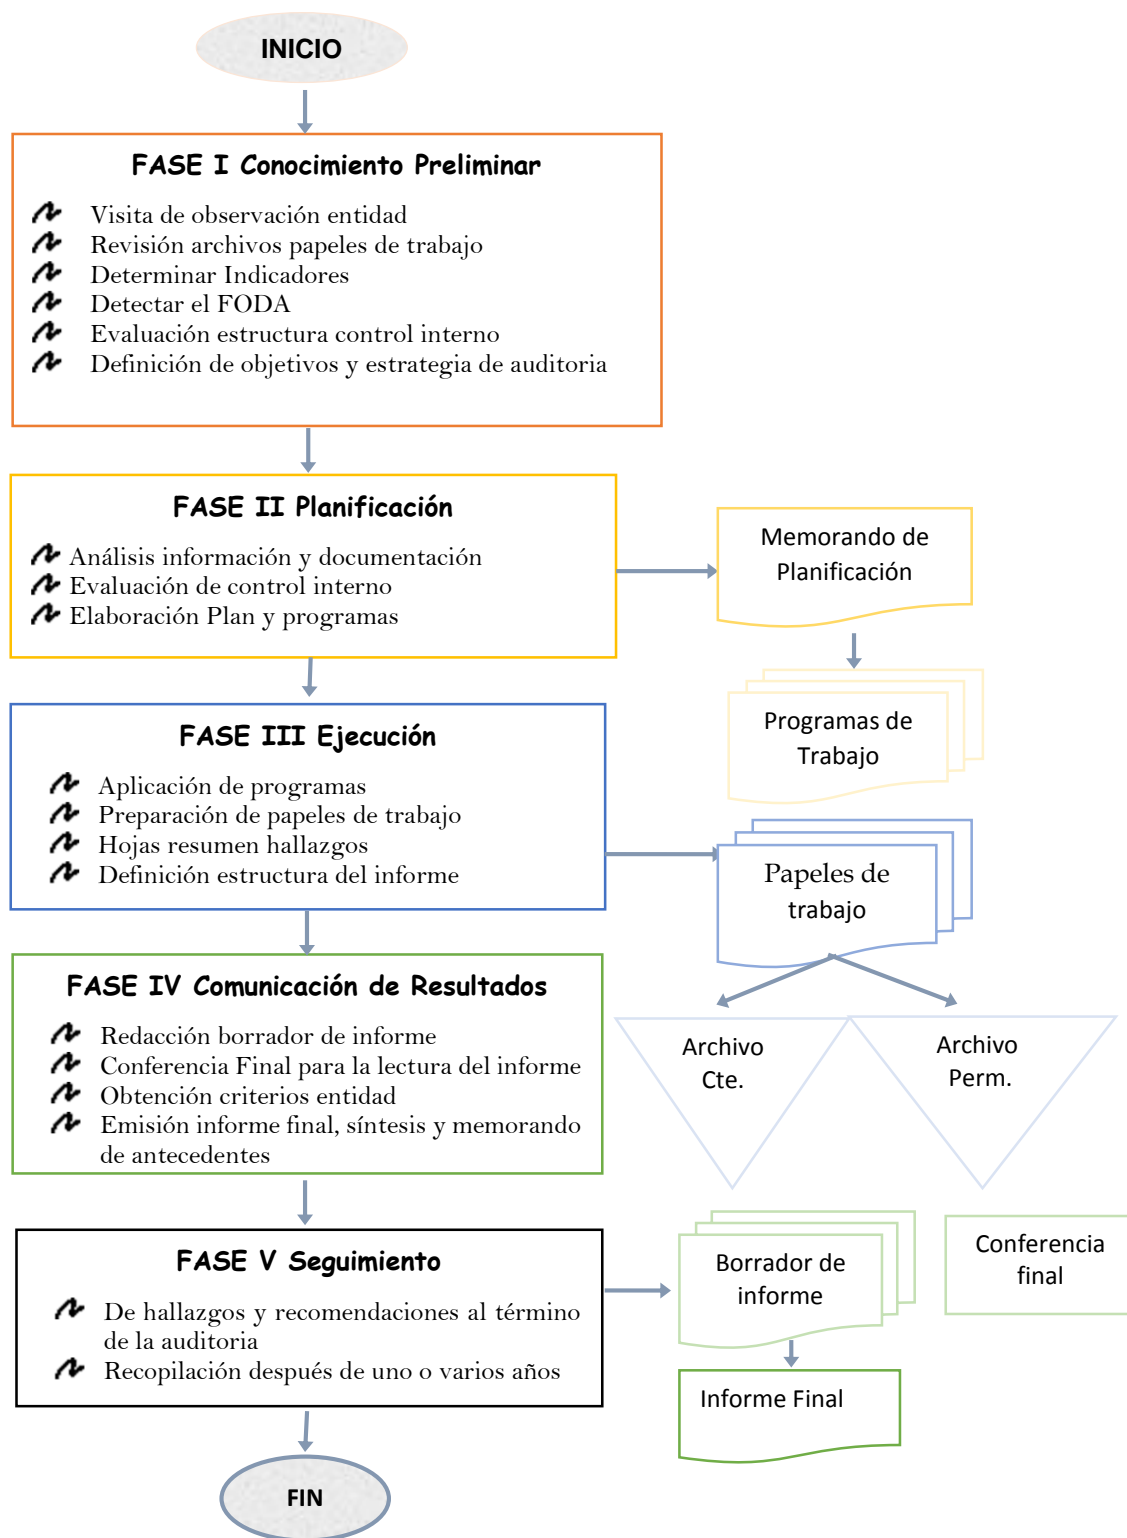 INICIO
FASE I Conocimiento Preliminar
Visita de observación entidad
Revisión archivos papeles de trabajo
Determinar Indicadores
Detectar el FODA
Evaluación estructura control interno
Definición de objetivos y estrategia de auditoria
FASE II Planificación
Análisis información y documentación
Evaluación de control interno
Elaboración Plan y programas
Memorando de
Planificación
Programas de
Trabajo
FASE III Ejecución
Aplicación de programas
Preparación de papeles de trabajo
Hojas resumen hallazgos
Definición estructura del informe
Papeles de
trabajo
Archivo
Cte.
Archivo
Perm.
FASE IV Comunicación de Resultados
Redacción borrador de informe
Conferencia Final para la lectura del informe
Obtención criterios entidad
Emisión informe final, síntesis y memorando
de antecedentes
FASE V Seguimiento
De hallazgos y recomendaciones al término
de la auditoria
Recopilación después de uno o varios años
Borrador de
informe
Conferencia
final
Informe Final
FIN